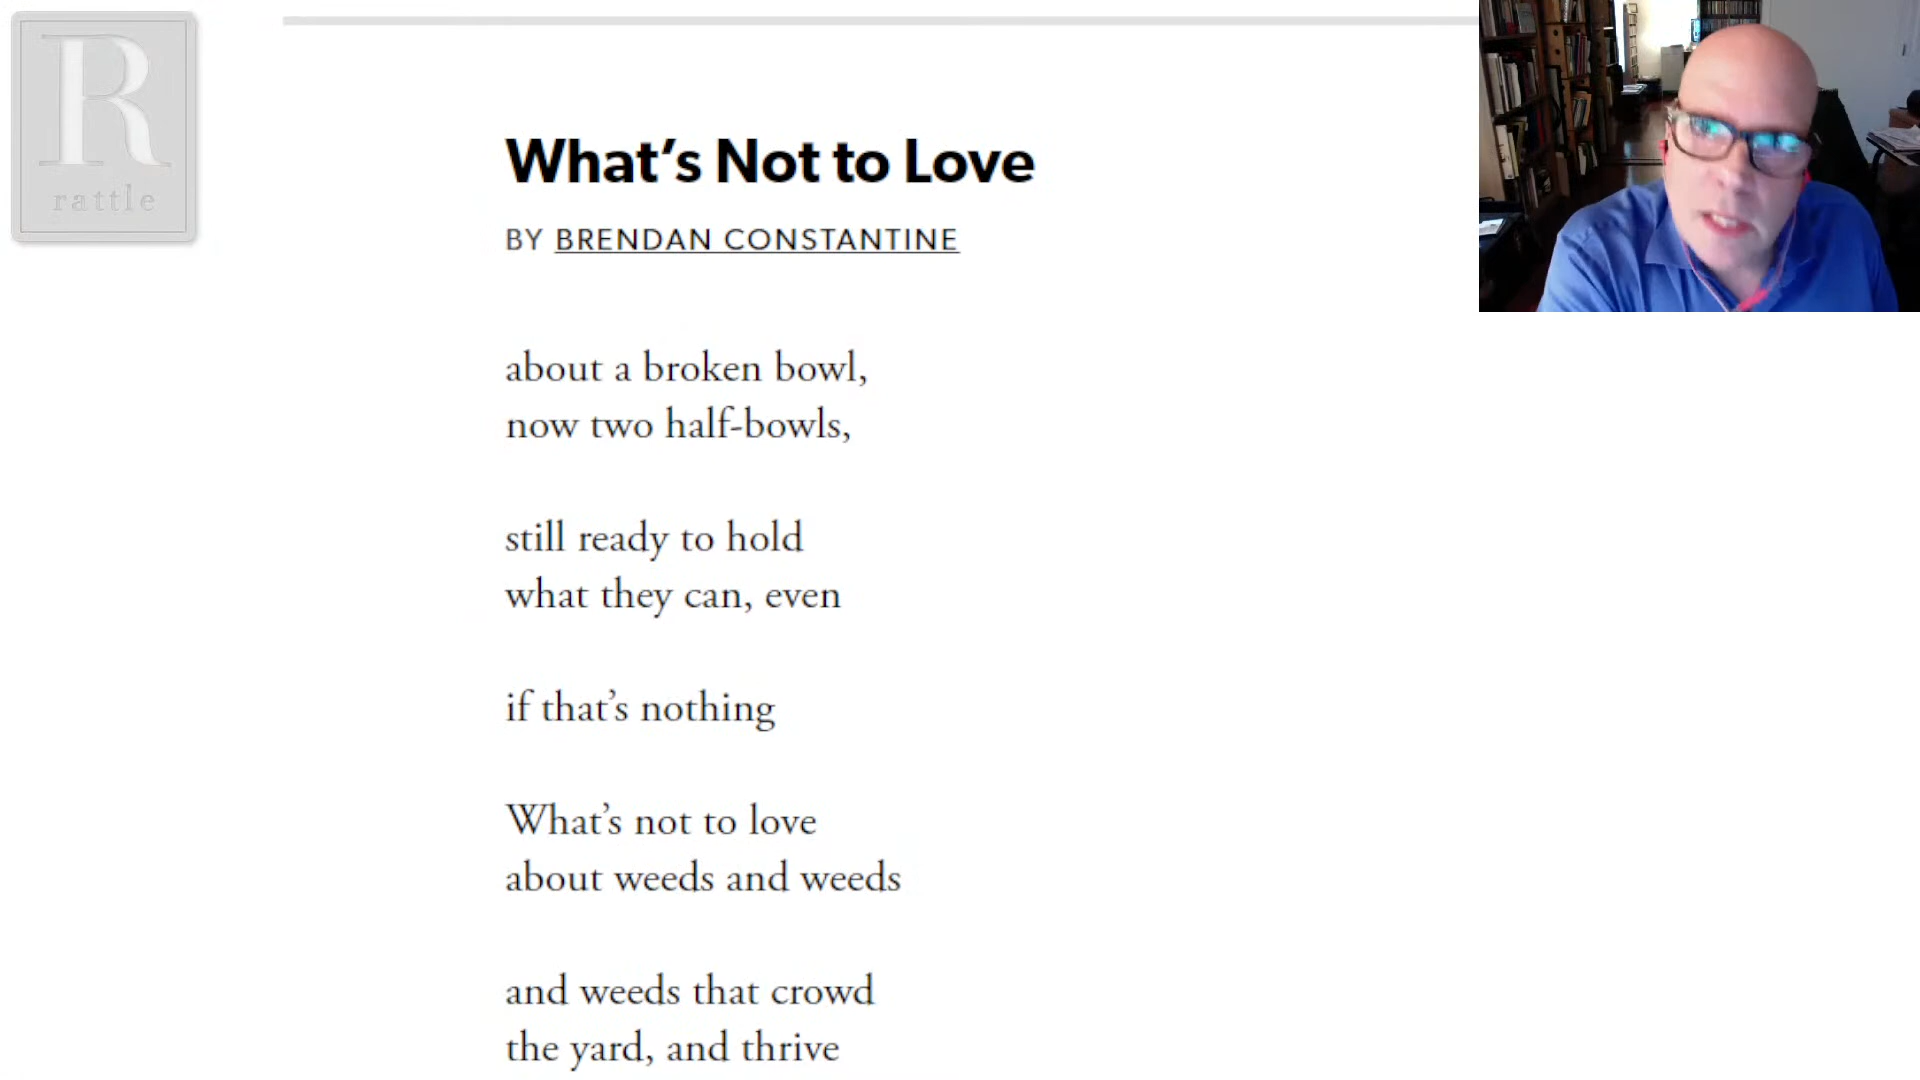 R
rattle
What’s Not to Love
BY BRENDAN CONSTANTINE
about a broken bowl,
now two half-bowls,
still ready to hold
what they can, even
if that’s nothing
What’s not to love
about weeds and weeds
and weeds that crowd
the yard, and thrive